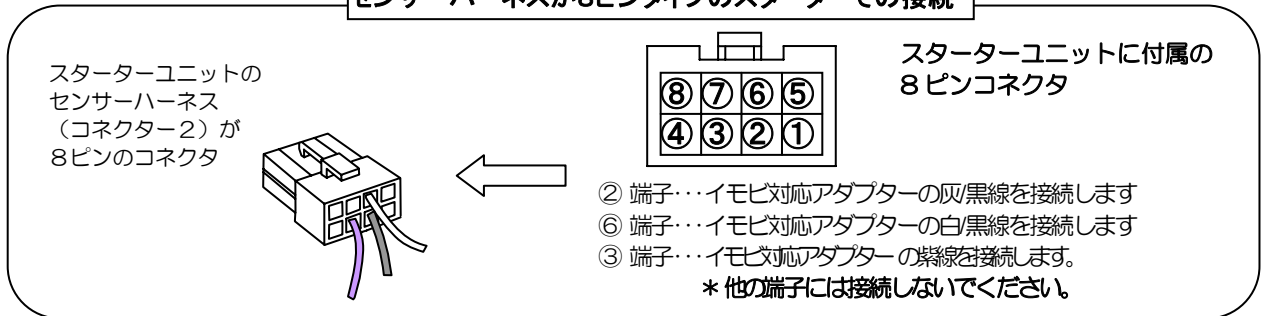 センサーハーネスが8ピンタイプのスターターでの接続
スターターユニットの
センサーハーネス
（コネクター２）が
８ピンのコネクタ
スターターユニットに付属の
８ピンコネクタ
⑧⑦⑥⑤
④③②①
② 端子･･･イモビ対応アダプターの灰/黒線を接続します
⑥ 端子･･･イモビ対応アダプターの白/黒線を接続します
③ 端子･･･イモビ対応アダプターの紫線を接続します。
＊他の端子には接続しないでください。